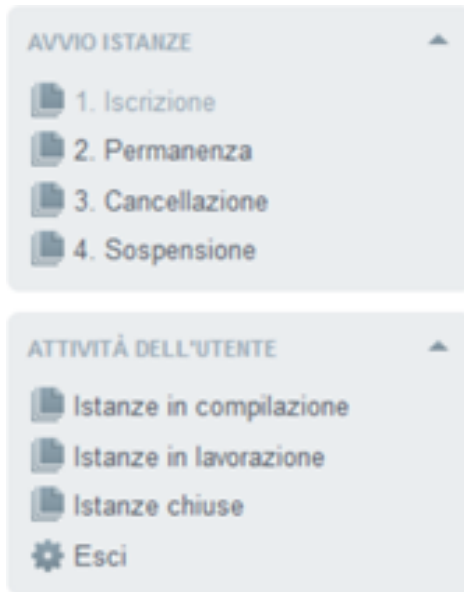 AVVIO ISTANZE
1. Iscrizione
2. Permanenza
3. Cancellazione
4. Sospensione
ATTIVITÀ DELL'UTENTE
Istanze in compilazione
Istanze in lavorazione
Istanze chiuse
Esci